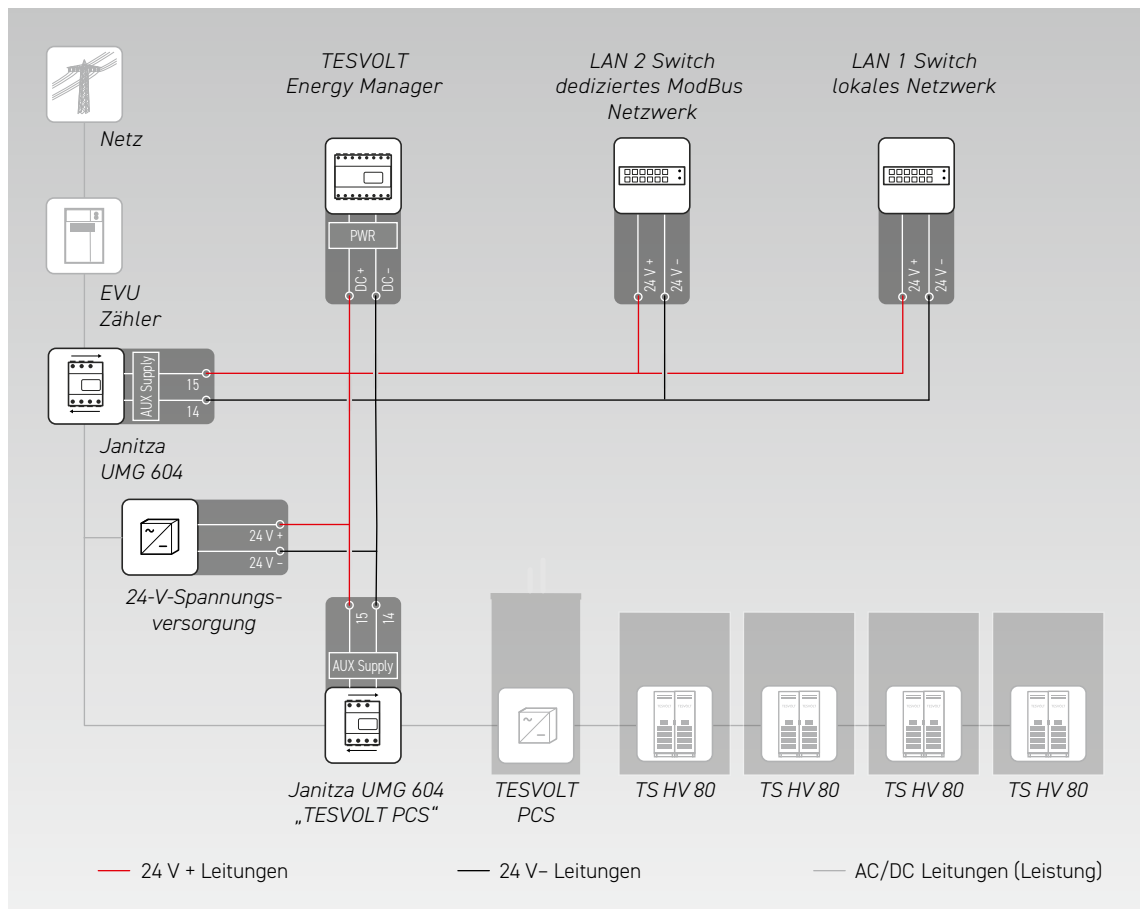 TESVOLT
Energy Manager
LAN 2 Switch
dediziertes ModBus
Netzwerk
LAN 1 Switch
lokales Netzwerk
Netz
PWR
DC +
DC –
24 V +
24 V –
24 V +
24 V –
EVU
Zähler
AUX Supply
15
14
Janitza
UMG 604
24 V +
24 V –
24-V-Spannungs-
versorgung
15
14
AUX Supply
Janitza UMG 604
„TESVOLT PCS“
TESVOLT
PCS
TS HV 80
TS HV 80
TS HV 80
TS HV 80
24 V + Leitungen
24 V– Leitungen
AC/DC Leitungen (Leistung)